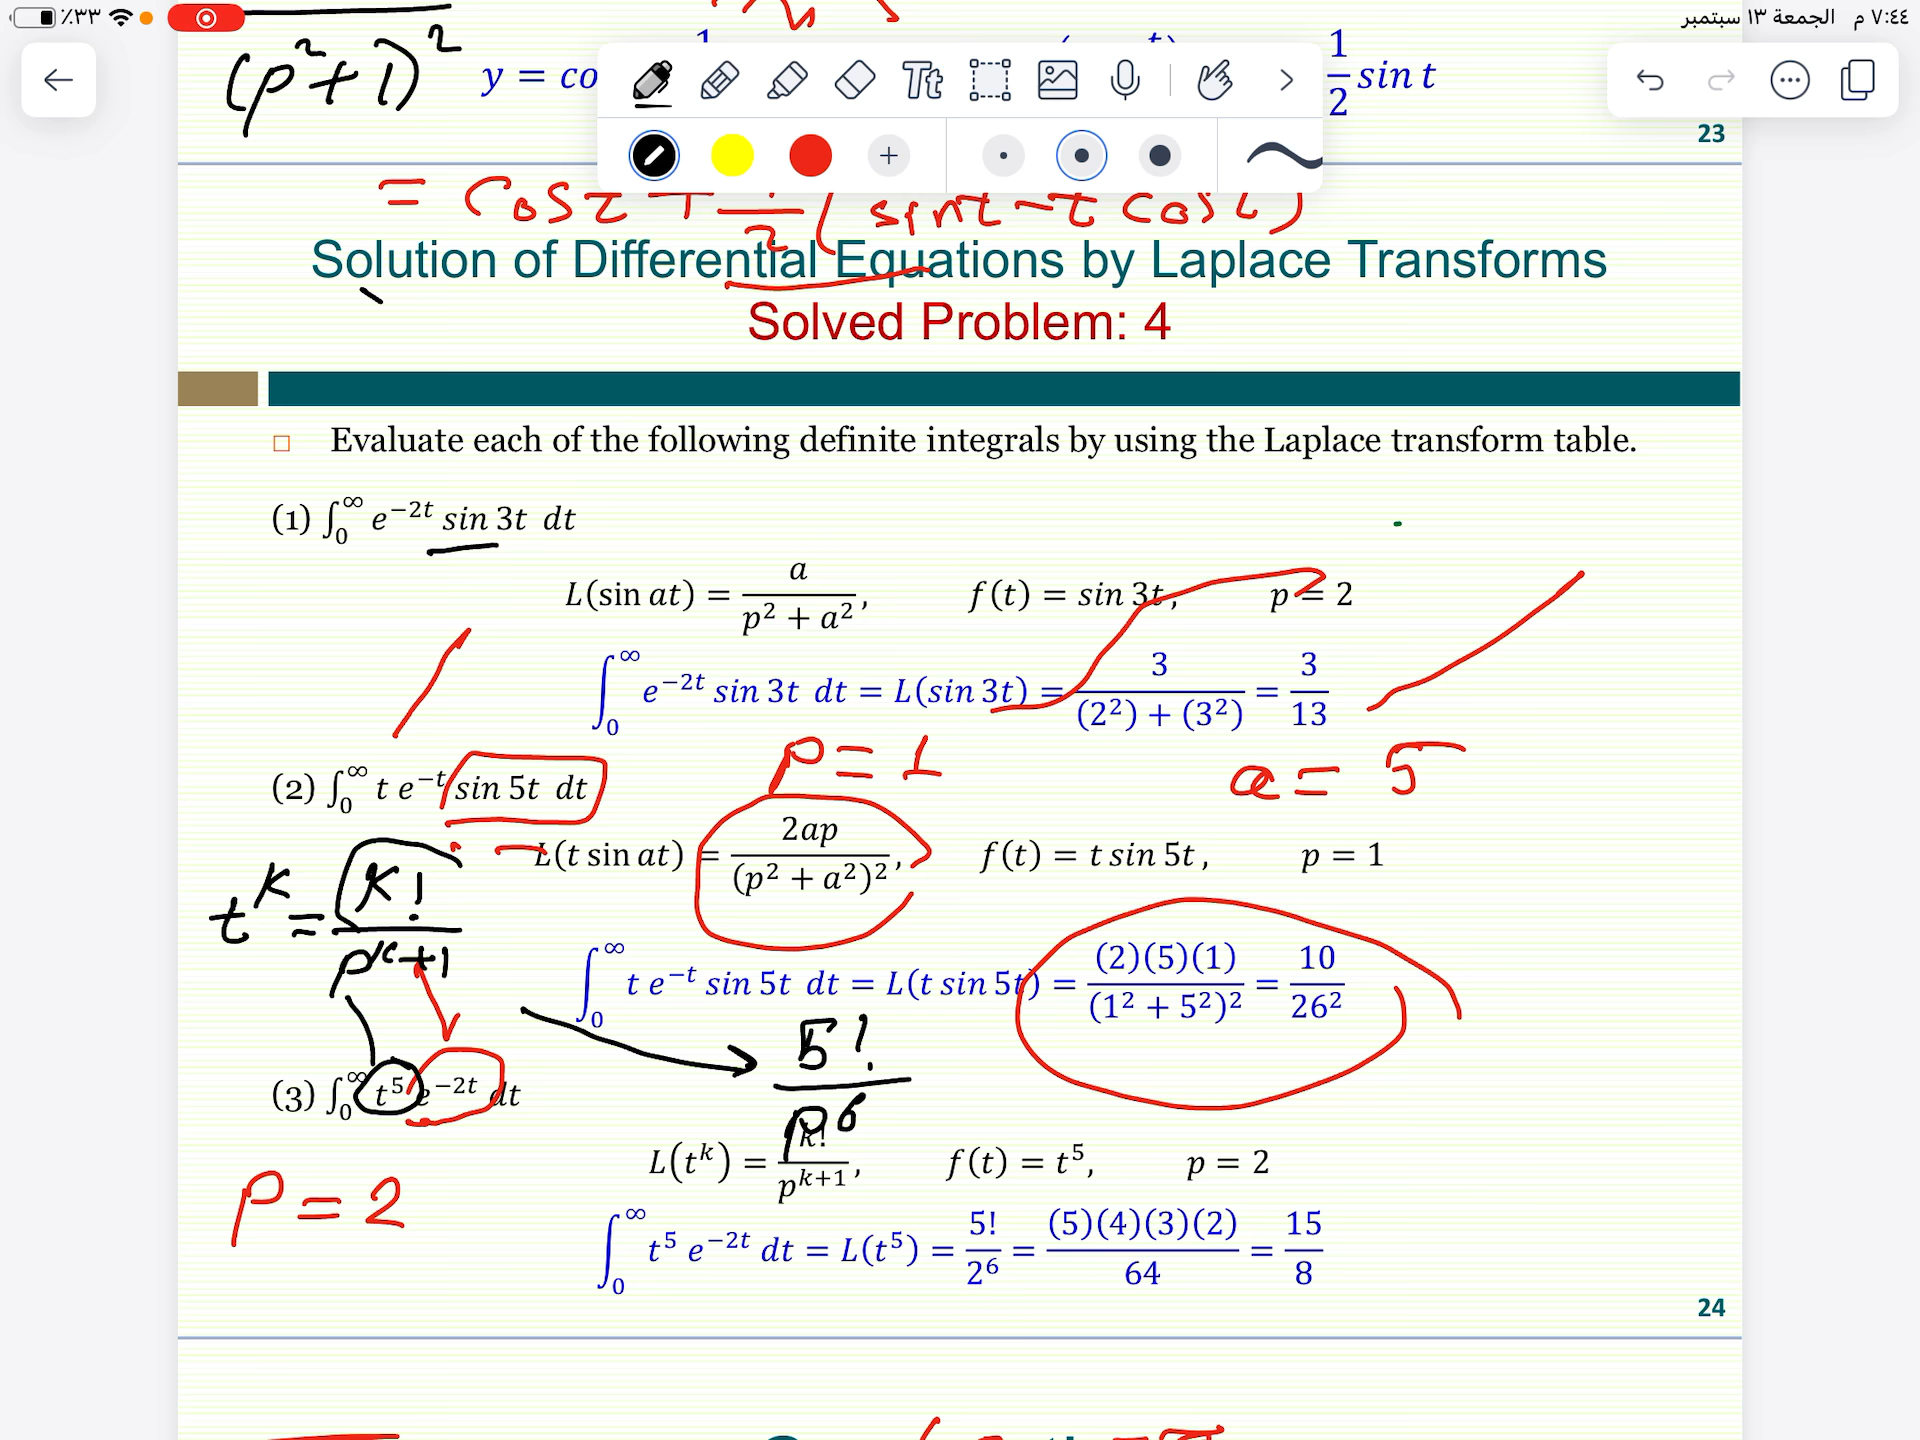 ٪٣٣
الجمعة ١٣ سبتمبر ٧:٤٤ م
(p²+1)²
y = co
1/2 sin t
23
= Cos t + 1/2 ( sint - t Cos t )
Solution of Differential Equations by Laplace Transforms
Solved Problem: 4
Evaluate each of the following definite integrals by using the Laplace transform table.
(1) ∫₀^∞ e^{-2t} sin 3t dt
L(sin at) = a/(p² + a²), f(t) = sin 3t, p = 2
∫₀^∞ e^{-2t} sin 3t dt = L(sin 3t) = 3/((2²) + (3²)) = 3/13
p = 1
a = 5
(2) ∫₀^∞ t e^{-t} sin 5t dt
L(t sin at) = 2ap/(p² + a²)², f(t) = t sin 5t, p = 1
t^k = k!/p^{k+1}
∫₀^∞ t e^{-t} sin 5t dt = L(t sin 5t) = (2)(5)(1)/(1² + 5²)² = 10/26²
5!/p⁶
(3) ∫₀^∞ t⁵ e^{-2t} dt
L(t^k) = k!/p^{k+1}, f(t) = t⁵, p = 2
P = 2
∫₀^∞ t⁵ e^{-2t} dt = L(t⁵) = 5!/2⁶ = (5)(4)(3)(2)/64 = 15/8
24